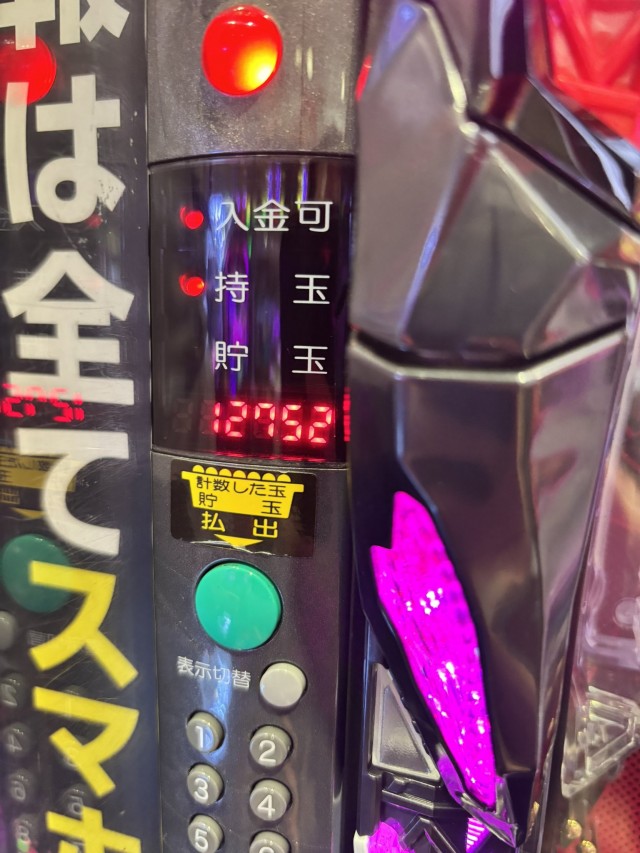 は全てスマホ
入金可
持 玉
貯 玉
12752
計数した玉
貯 玉
払 出
表示切替
1
2
3
4
5